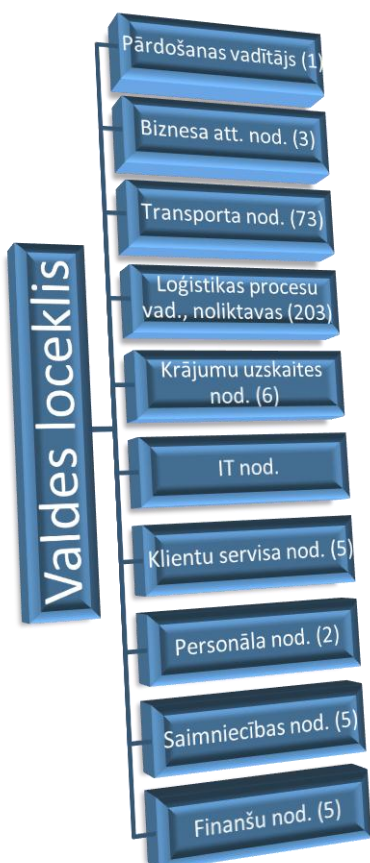 Valdes loceklis
Pārdošanas vadītājs (1)
Biznesa att. nod. (3)
Transporta nod. (73)
Loģistikas procesu
vad., noliktavas (203)
Krājumu uzskaites
nod. (6)
IT nod.
Klientu servisa nod. (5)
Personāla nod. (2)
Saimniecības nod. (5)
Finanšu nod. (5)